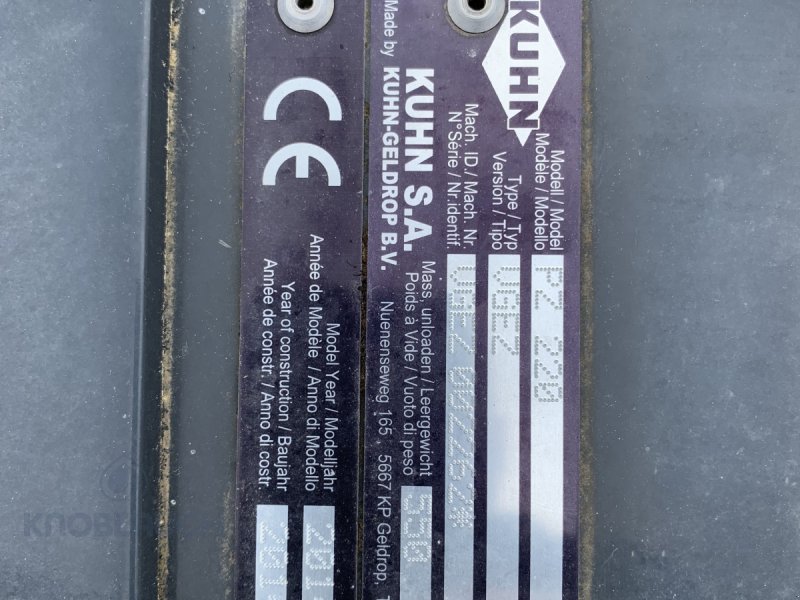 KUHN
Modell / Model
Modèle / Modello
PZ 220
Type / Typ
Version / Tipo
Mach. ID./ Mach. Nr.
N°Série / Nr.identif.
Mass, unloaden / Leergewicht
Poids à Vide / Vuoto di peso
550
KUHN S.A.
Made by KUHN-GELDROP B.V.
Nuenenseweg 165 5667 KP Geldrop,
CE
Model Year / Modelljahr
Année de Modèle / Anno di Modello
Year of construction / Baujahr
Année de constr. / Anno di costr.